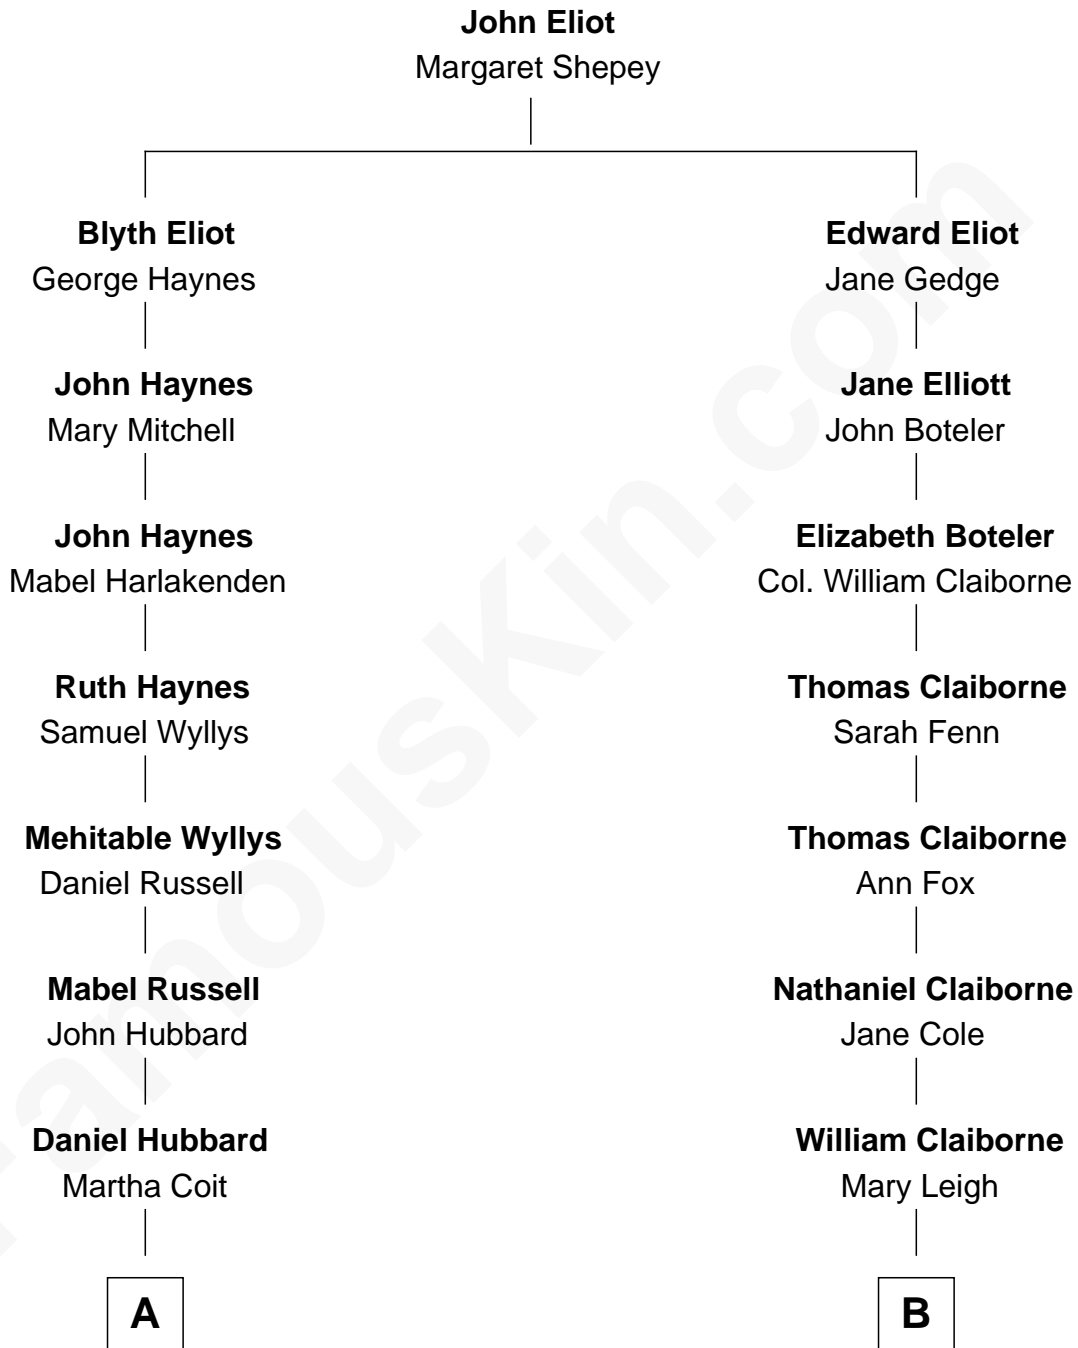 John Eliot
Margaret Shepey
Blyth Eliot
George Haynes
Edward Eliot
Jane Gedge
John Haynes
Mary Mitchell
Jane Elliott
John Boteler
John Haynes
Mabel Harlakenden
Elizabeth Boteler
Col. William Claiborne
Ruth Haynes
Samuel Wyllys
Thomas Claiborne
Sarah Fenn
Mehitable Wyllys
Daniel Russell
Thomas Claiborne
Ann Fox
Mabel Russell
John Hubbard
Nathaniel Claiborne
Jane Cole
Daniel Hubbard
Martha Coit
William Claiborne
Mary Leigh
A
B
FamousKin.com